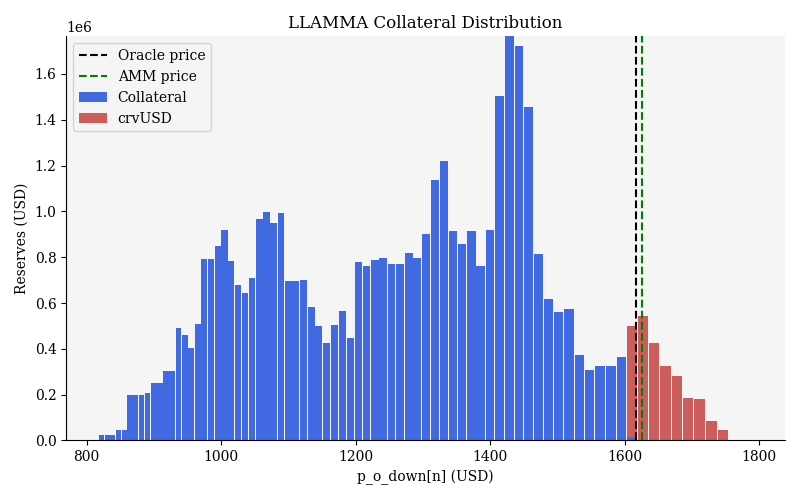 LLAMMA Collateral Distribution
1e6
Oracle price
AMM price
Collateral
crvUSD
Reserves (USD)
1.6
1.4
1.2
1.0
0.8
0.6
0.4
0.2
0.0
800 1000 1200 1400 1600 1800
p_o_down[n] (USD)